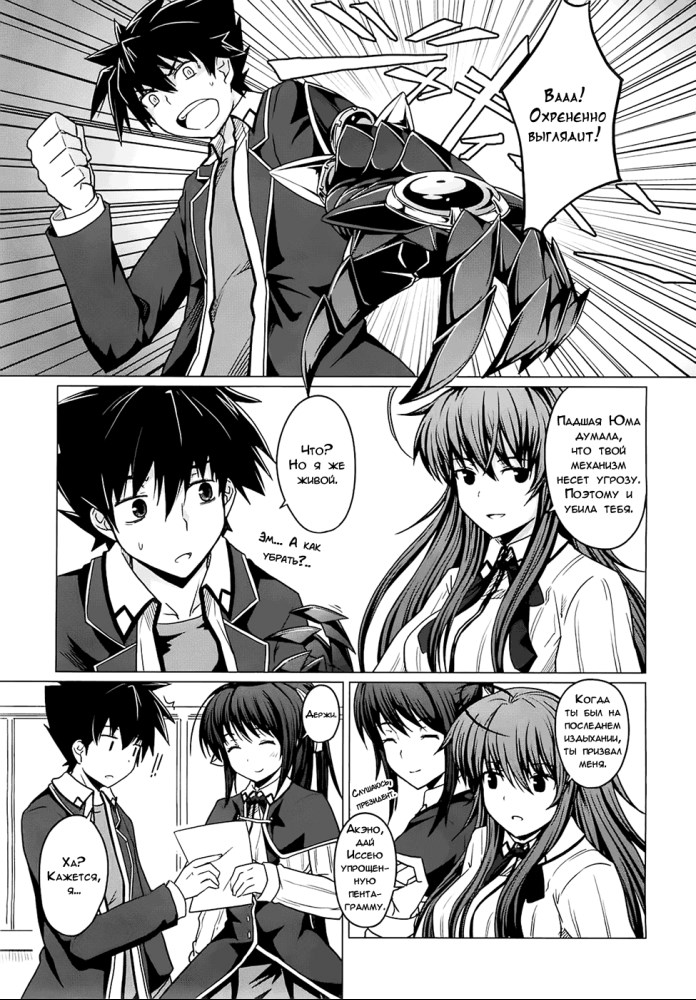 Вааа!
Охрененно
выглядит!
Падшая Юма
думала,
что твой
механизм
несет угрозу.
Поэтому и
убила тебя.
Что?
Но я же
живой.
Эм... А как
убрать?..
Когда
ты был на
последнем
издыхании,
ты призвал
меня.
Акэно,
дай
Иссею
упрощен-
ную
пента-
грамму.
Слушаюсь,
президент.
Держи.
Ха?
Кажется,
я...